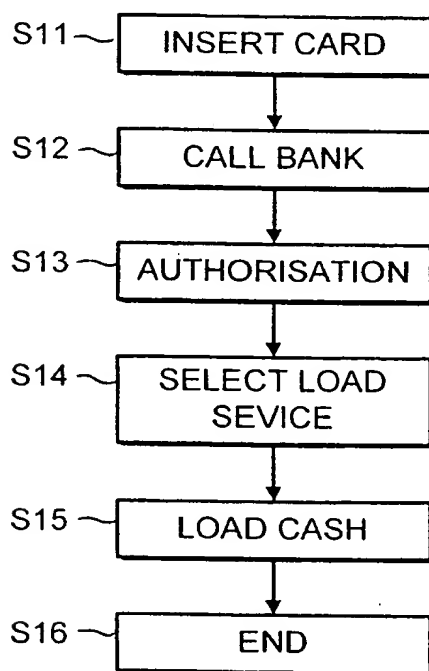 S11 INSERT CARD
S12 CALL BANK
S13 AUTHORISATION
S14 SELECT LOAD
SEVICE
S15 LOAD CASH
S16 END